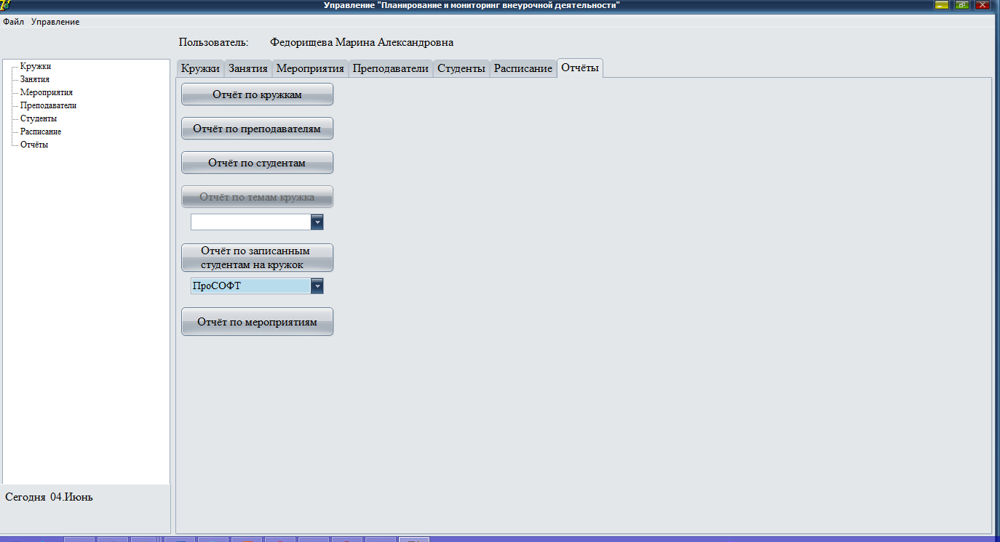 Управление "Планирование и мониторинг внеурочной деятельности"
Файл Управление
Пользователь: Федорищева Марина Александровна
Кружки
Занятия
Мероприятия
Преподаватели
Студенты
Расписание
Отчёты
Кружки Занятия Мероприятия Преподаватели Студенты Расписание Отчёты
Отчёт по кружкам
Отчёт по преподавателям
Отчёт по студентам
Отчёт по темам кружка
Отчёт по записанным
студентам на кружок
ПроСОФТ
Отчёт по мероприятиям
Сегодня 04.Июнь